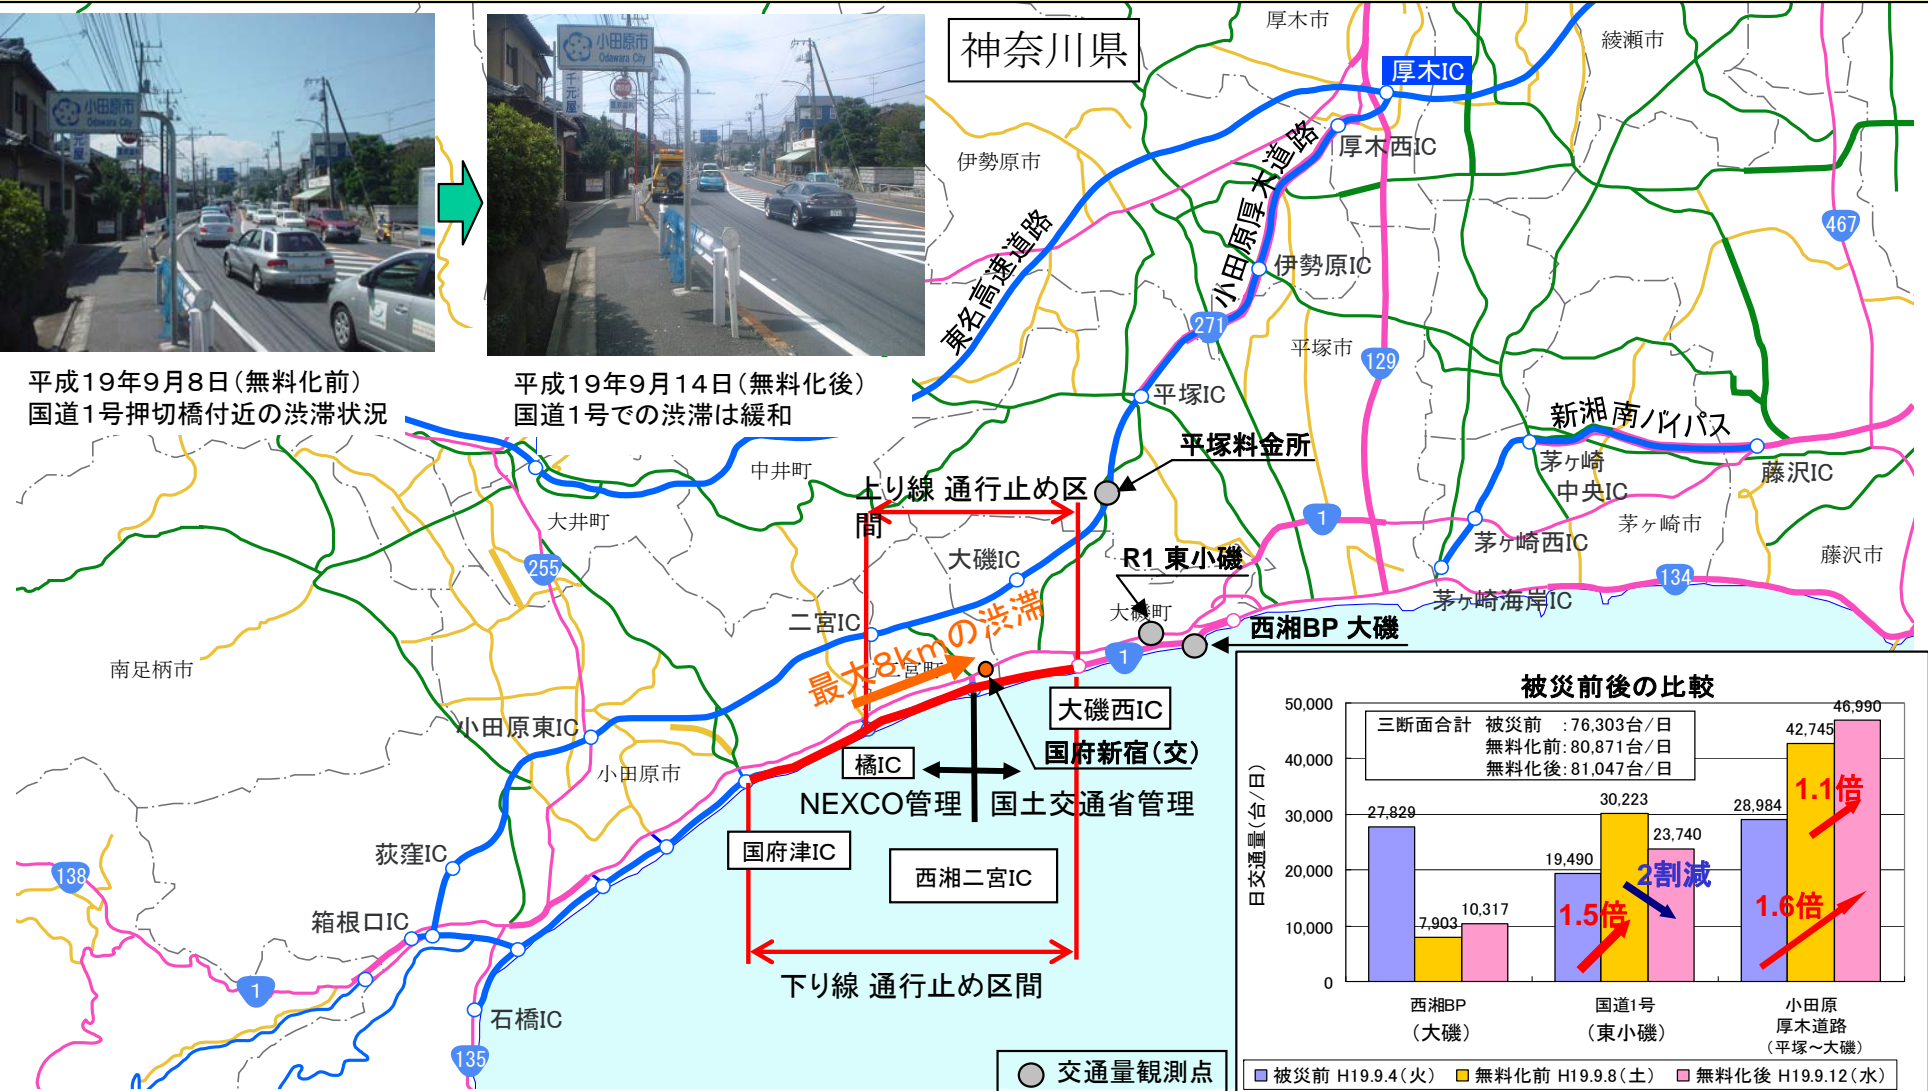 小田原市
Odawara City
元屋
小田原市
Odawara City
千元屋
平成19年9月8日(無料化前)
国道1号押切橋付近の渋滞状況
平成19年9月14日(無料化後)
国道1号での渋滞は緩和
神奈川県
厚木市
綾瀬市
厚木IC
厚木西IC
伊勢原市
小田原厚木道路
東名高速道路
伊勢原IC
467
271
平塚市
129
平塚IC
新湘南バイパス
平塚料金所
茅ヶ崎
中央IC
藤沢IC
中井町
上り線 通行止め区
間
大井町
1
茅ヶ崎市
茅ヶ崎西IC
藤沢市
255
大磯IC
R1 東小磯
134
茅ヶ崎海岸IC
大磯町
二宮IC
西湘BP 大磯
最大8kmの渋滞
二宮町
1
南足柄市
大磯西IC
小田原東IC
国府新宿(交)
橘IC
小田原市
NEXCO管理
国土交通省管理
国府津IC
西湘二宮IC
荻窪IC
138
箱根口IC
1
下り線 通行止め区間
石橋IC
135
交通量観測点
被災前後の比較
三断面合計 被災前 :76,303台/日
無料化前:80,871台/日
無料化後:81,047台/日
日交通量(台/日)
50,000
40,000
30,000
20,000
10,000
0
27,829
7,903
10,317
19,490
30,223
23,740
28,984
42,745
46,990
1.5倍
2割減
1.6倍
1.1倍
西湘BP
(大磯)
国道1号
(東小磯)
小田原
厚木道路
(平塚~大磯)
被災前 H19.9.4(火) 無料化前 H19.9.8(土) 無料化後 H19.9.12(水)